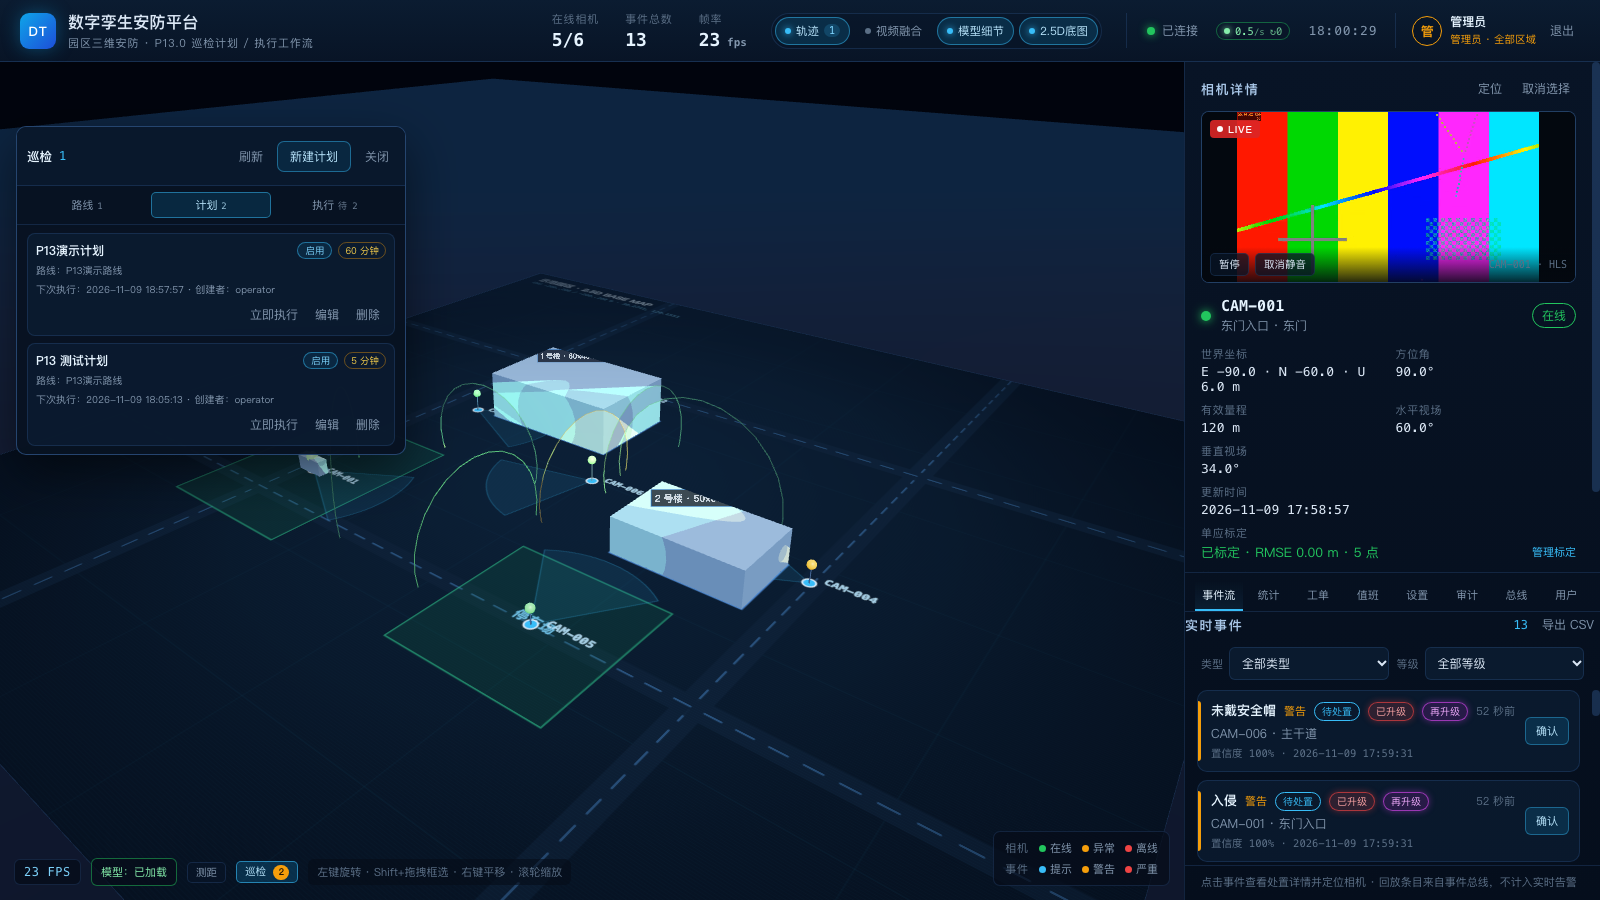 DT
数字孪生安防平台
园区三维安防 · P13.0 巡检计划 / 执行工作流
在线相机
5/6
事件总数
13
帧率
23 fps
轨迹 1
视频融合
模型细节
2.5D底图
已连接
0.5/s ↻0
18:00:29
管
管理员
管理员 · 全部区域
退出
巡检 1
刷新
新建计划
关闭
路线 1
计划 2
执行 待 2
P13演示计划
启用
60 分钟
路线: P13演示路线
下次执行: 2026-11-09 18:57:57 · 创建者: operator
立即执行
编辑
删除
P13 测试计划
启用
5 分钟
路线: P13演示路线
下次执行: 2026-11-09 18:05:13 · 创建者: operator
立即执行
编辑
删除
CAM-001
CAM-004
CAM-005
停车场
相机
在线
异常
离线
事件
提示
警告
严重
23 FPS
模型: 已加载
测距
巡检 2
左键旋转 · Shift+拖拽框选 · 右键平移 · 滚轮缩放
相机详情
定位
取消选择
LIVE
暂停
取消静音
CAM-001 · HLS
CAM-001
东门入口 · 东门
在线
世界坐标
E -90.0 · N -60.0 · U
6.0 m
方位角
90.0°
有效量程
120 m
水平视场
60.0°
垂直视场
34.0°
更新时间
2026-11-09 17:58:57
单应标定
已标定 · RMSE 0.00 m · 5 点
管理标定
事件流
统计
工单
值班
设置
审计
总线
用户
实时事件
13
导出 CSV
类型
全部类型
等级
全部等级
未戴安全帽
警告
待处置
已升级
再升级
52 秒前
CAM-006 · 主干道
置信度 100% · 2026-11-09 17:59:31
确认
入侵
警告
待处置
已升级
再升级
52 秒前
CAM-001 · 东门入口
置信度 100% · 2026-11-09 17:59:31
确认
点击事件查看处置详情并定位相机 · 回放条目来自事件总线，不计入实时告警